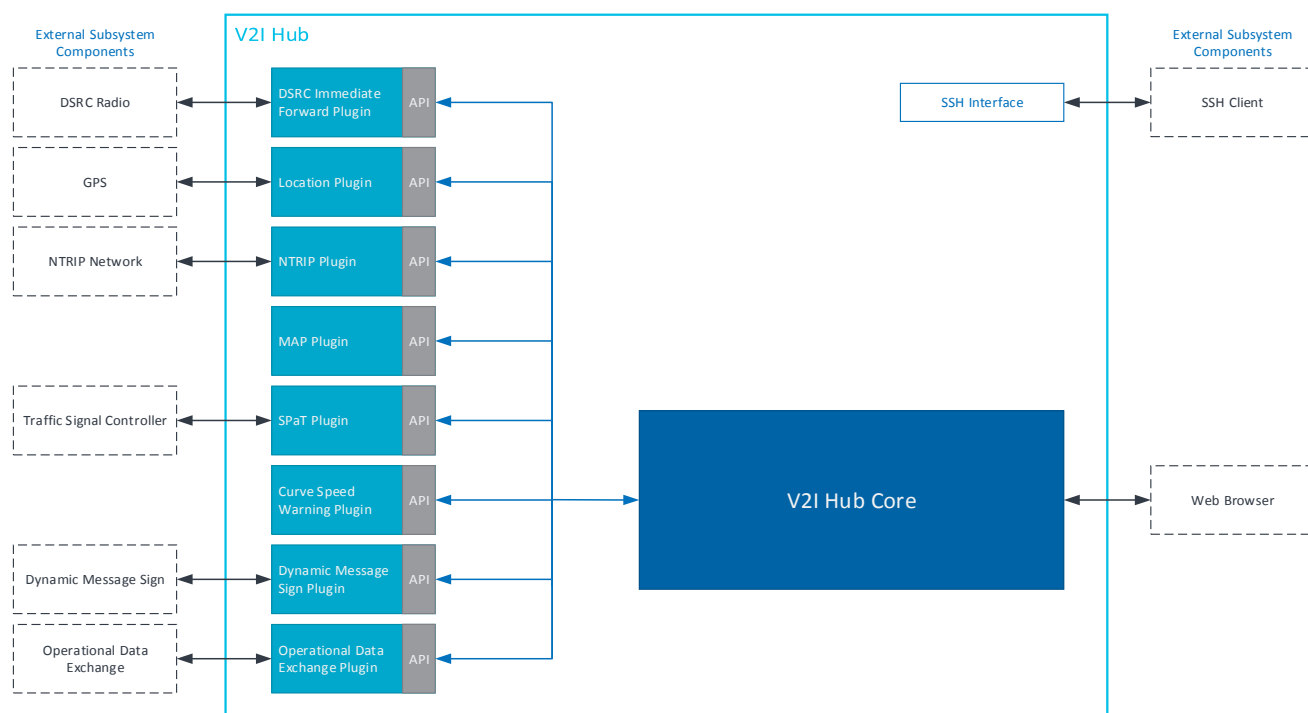 External Subsystem
Components
V2I Hub
External Subsystem
Components
DSRC Radio
DSRC Immediate
Forward Plugin
API
SSH Interface
SSH Client
GPS
Location Plugin
API
NTRIP Network
NTRIP Plugin
API
MAP Plugin
API
Traffic Signal Controller
SPaT Plugin
API
Curve Speed
Warning Plugin
API
V2I Hub Core
Web Browser
Dynamic Message Sign
Dynamic Message
Sign Plugin
API
Operational Data
Exchange
Operational Data
Exchange Plugin
API